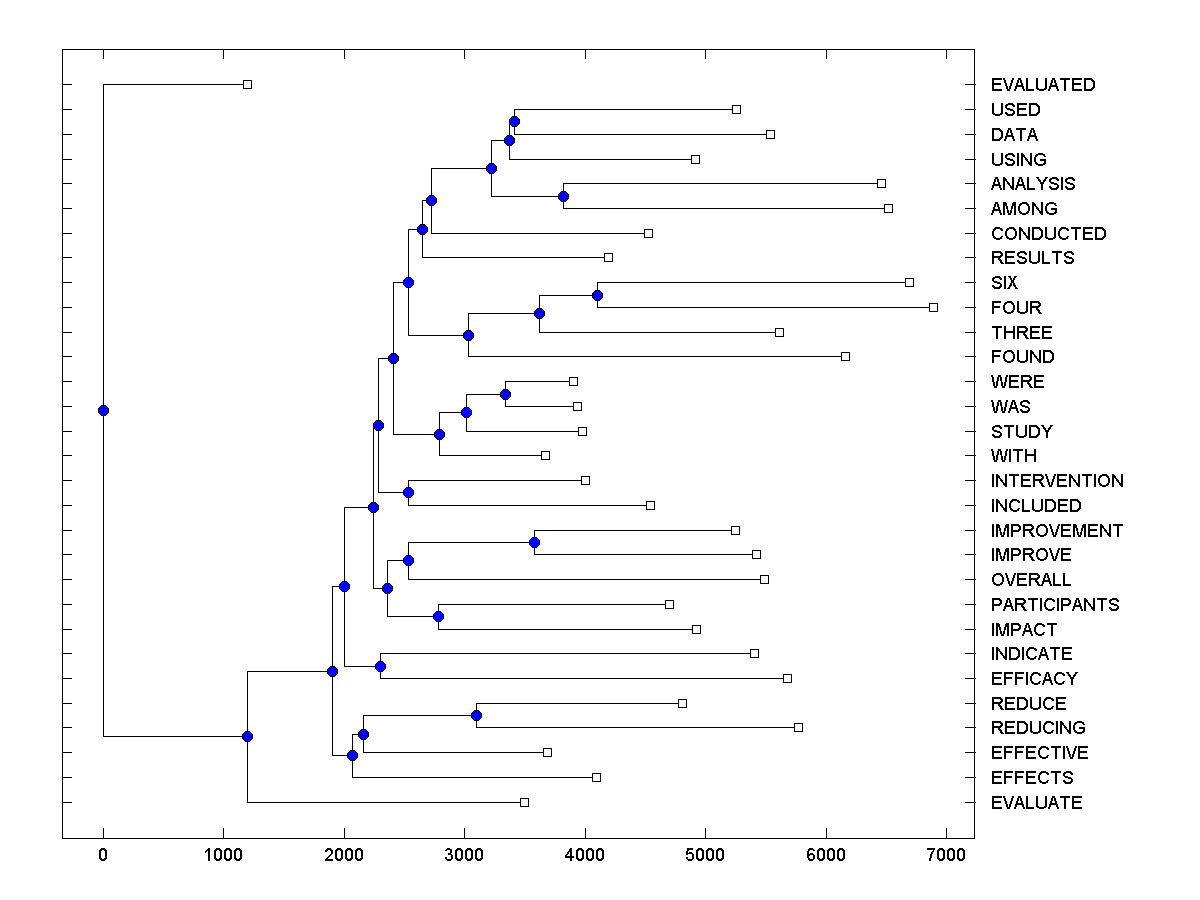 EVALUATED
USED
DATA
USING
ANALYSIS
AMONG
CONDUCTED
RESULTS
SIX
FOUR
THREE
FOUND
WERE
WAS
STUDY
WITH
INTERVENTION
INCLUDED
IMPROVEMENT
IMPROVE
OVERALL
PARTICIPANTS
IMPACT
INDICATE
EFFICACY
REDUCE
REDUCING
EFFECTIVE
EFFECTS
EVALUATE
0 1000 2000 3000 4000 5000 6000 7000